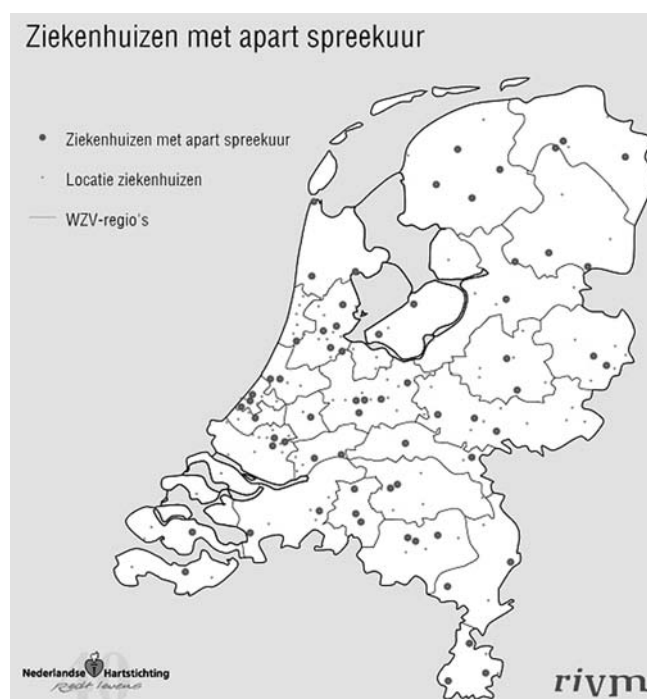 Ziekenhuizen met apart spreekuur
Ziekenhuizen met apart spreekuur
Locatie ziekenhuizen
WZV-regio's
Nederlandse Hartstichting
rivm